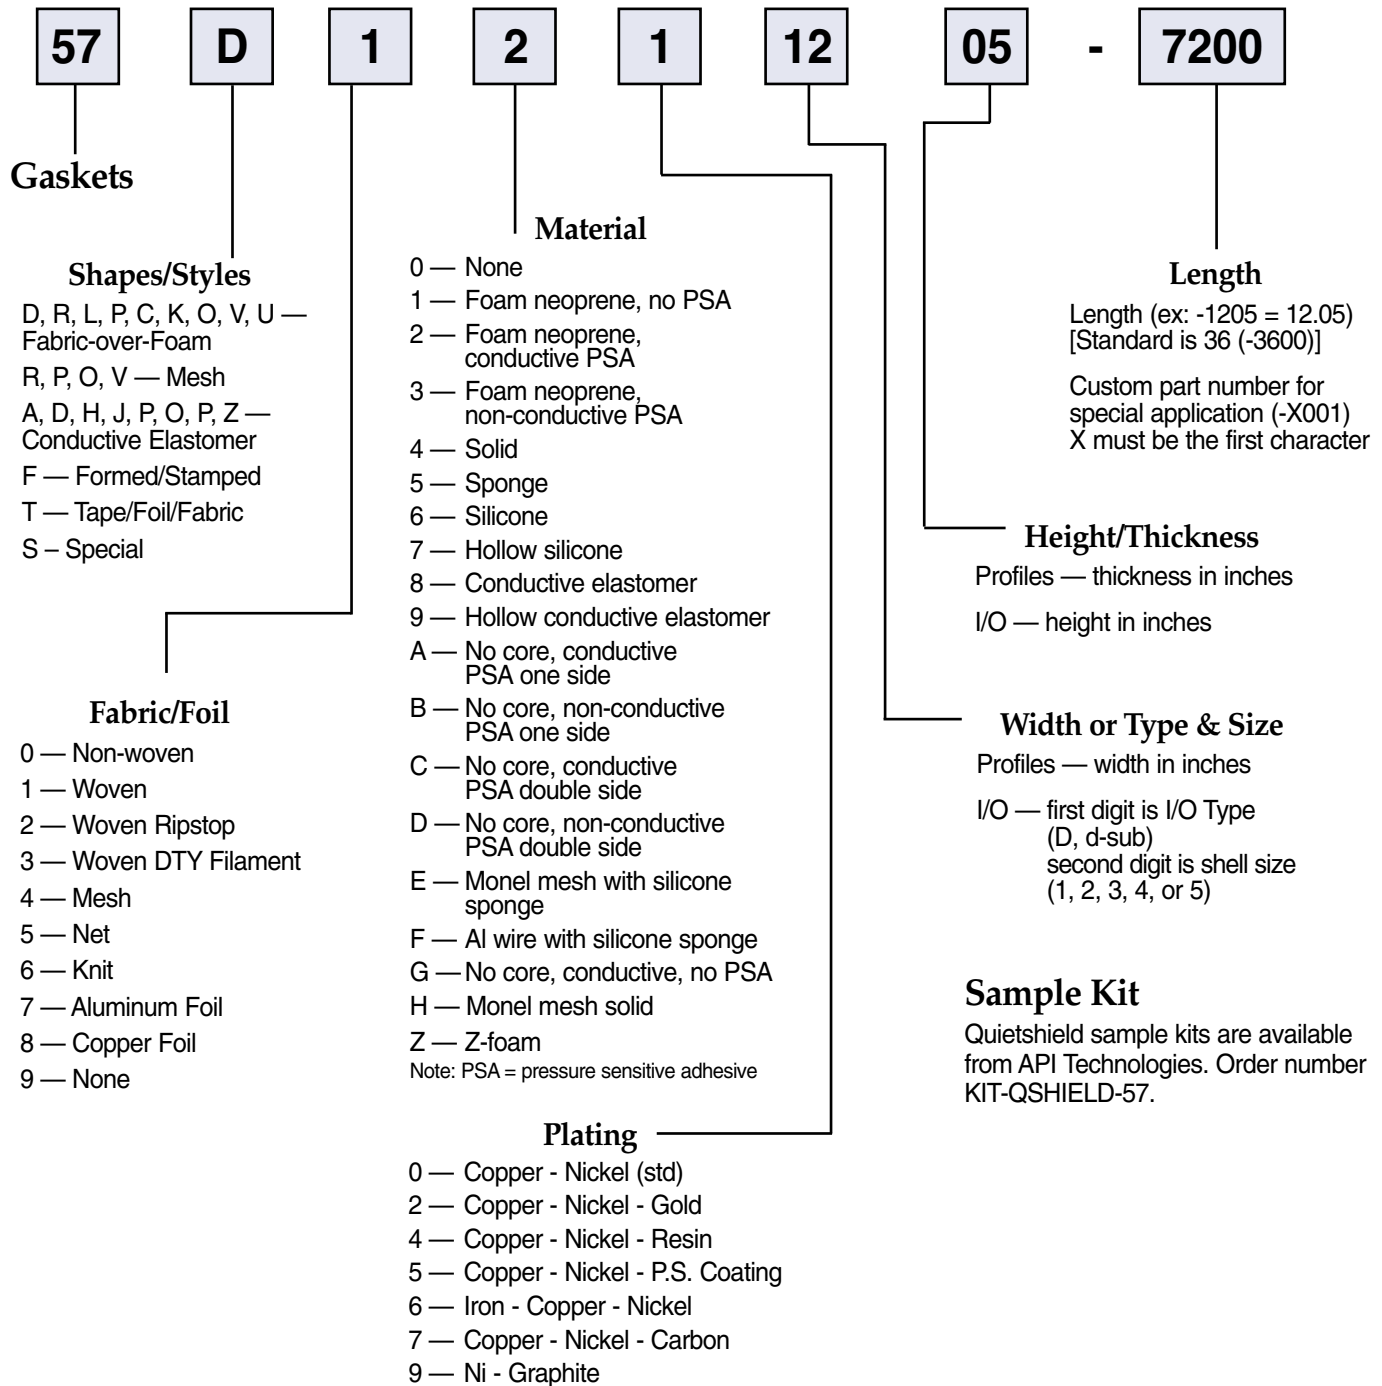 57 D 1 2 1 12 05 - 7200
Gaskets
Shapes/Styles
D, R, L, P, C, K, O, V, U —
Fabric-over-Foam
R, P, O, V — Mesh
A, D, H, J, P, O, P, Z —
Conductive Elastomer
F — Formed/Stamped
T — Tape/Foil/Fabric
S – Special
Fabric/Foil
0 — Non-woven
1 — Woven
2 — Woven Ripstop
3 — Woven DTY Filament
4 — Mesh
5 — Net
6 — Knit
7 — Aluminum Foil
8 — Copper Foil
9 — None
Material
0 — None
1 — Foam neoprene, no PSA
2 — Foam neoprene,
conductive PSA
3 — Foam neoprene,
non-conductive PSA
4 — Solid
5 — Sponge
6 — Silicone
7 — Hollow silicone
8 — Conductive elastomer
9 — Hollow conductive elastomer
A — No core, conductive
PSA one side
B — No core, non-conductive
PSA one side
C — No core, conductive
PSA double side
D — No core, non-conductive
PSA double side
E — Monel mesh with silicone
sponge
F — Al wire with silicone sponge
G — No core, conductive, no PSA
H — Monel mesh solid
Z — Z-foam
Note: PSA = pressure sensitive adhesive
Plating
0 — Copper - Nickel (std)
2 — Copper - Nickel - Gold
4 — Copper - Nickel - Resin
5 — Copper - Nickel - P.S. Coating
6 — Iron - Copper - Nickel
7 — Copper - Nickel - Carbon
9 — Ni - Graphite
Length
Length (ex: -1205 = 12.05)
[Standard is 36 (-3600)]
Custom part number for
special application (-X001)
X must be the first character
Height/Thickness
Profiles — thickness in inches
I/O — height in inches
Width or Type & Size
Profiles — width in inches
I/O — first digit is I/O Type
(D, d-sub)
second digit is shell size
(1, 2, 3, 4, or 5)
Sample Kit
Quietshield sample kits are available
from API Technologies. Order number
KIT-QSHIELD-57.